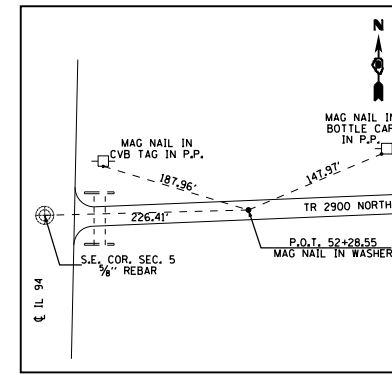 N
MAG NAIL IN
BOTTLE CAP
IN P.P.
MAG NAIL IN
CVB TAG IN P.P.
187.96'
147.97'
TR 2900 NORTH
226.41'
P.O.T. 52+28.55
MAG NAIL IN WASHER
S.E. COR. SEC. 5
⅝'' REBAR
℄ IL 94